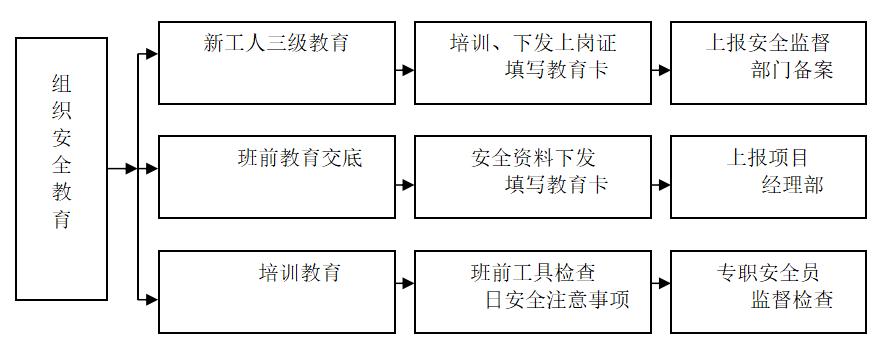 组织安全教育
新工人三级教育
培训、下发上岗证
填写教育卡
上报安全监督
部门备案
班前教育交底
安全资料下发
填写教育卡
上报项目
经理部
培训教育
班前工具检查
日安全注意事项
专职安全员
监督检查